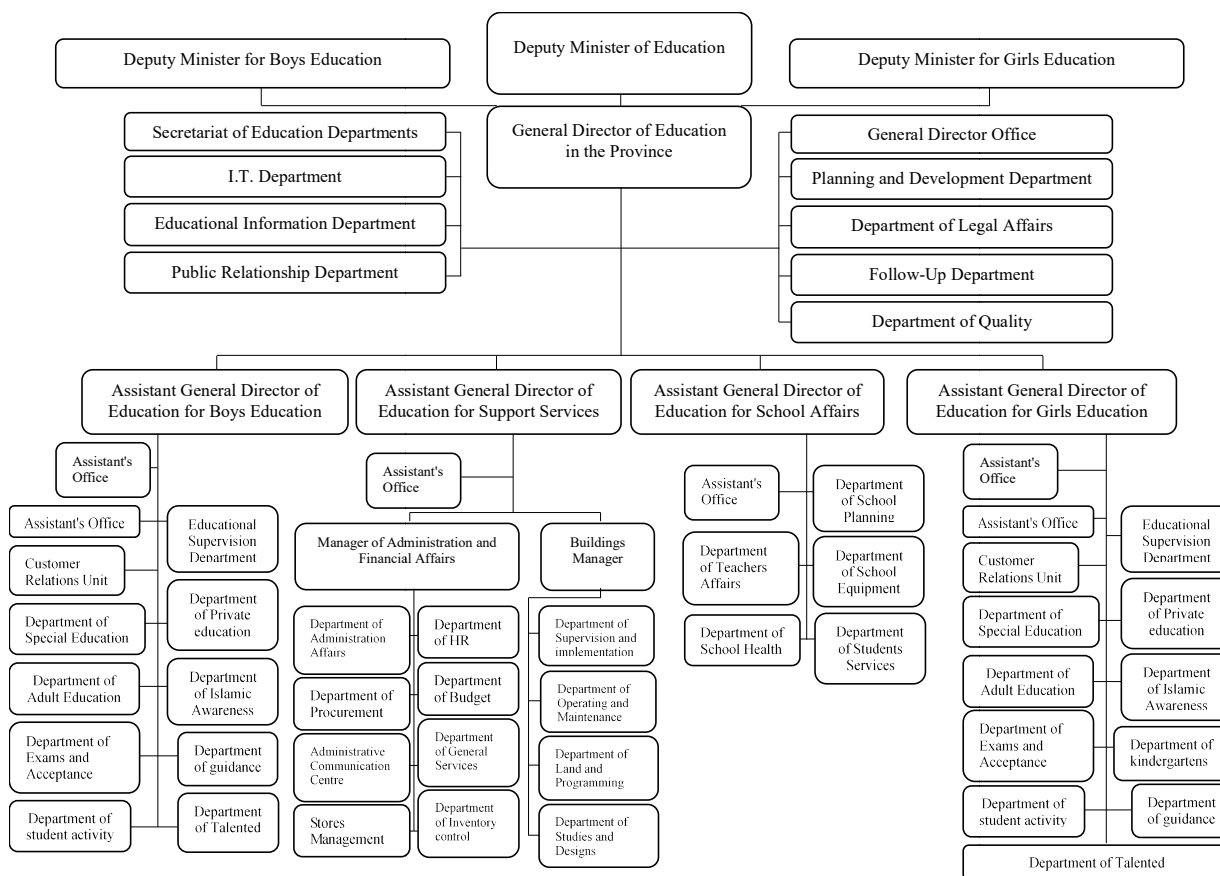 Deputy Minister for Boys Education
Deputy Minister of Education
Deputy Minister for Girls Education
General Director of Education
in the Province
Secretariat of Education Departments
I.T. Department
Educational Information Department
Public Relationship Department
General Director Office
Planning and Development Department
Department of Legal Affairs
Follow-Up Department
Department of Quality
Assistant General Director of
Education for Boys Education
Assistant's
Office
Assistant's Office
Educational
Supervision
Department
Customer
Relations Unit
Department
of Private
education
Department of
Special Education
Department of
Adult Education
Department
of Islamic
Awareness
Department of
Exams and
Acceptance
Department
of guidance
Department of
student activity
Department
of Talented
Assistant General Director of
Education for Support Services
Assistant's
Office
Manager of Administration and
Financial Affairs
Department of
Administration
Affairs
Department
of HR
Department of
Procurement
Department
of Budget
Administrative
Communication
Centre
Department
of General
Services
Stores
Management
Department
of Inventory
control
Buildings
Manager
Department of
Supervision and
implementation
Department of
Operating and
Maintenance
Department of
Land and
Programming
Department of
Studies and
Designs
Assistant General Director of
Education for School Affairs
Assistant's
Office
Department
of School
Planning
Department
of Teachers
Affairs
Department
of School
Equipment
Department of
School Health
Department
of Students
Services
Assistant General Director of
Education for Girls Education
Assistant's
Office
Assistant's Office
Educational
Supervision
Department
Customer
Relations Unit
Department of
Special Education
Department
of Private
education
Department of
Adult Education
Department
of Islamic
Awareness
Department of
Exams and
Acceptance
Department of
kindergartens
Department of
student activity
Department
of guidance
Department of Talented